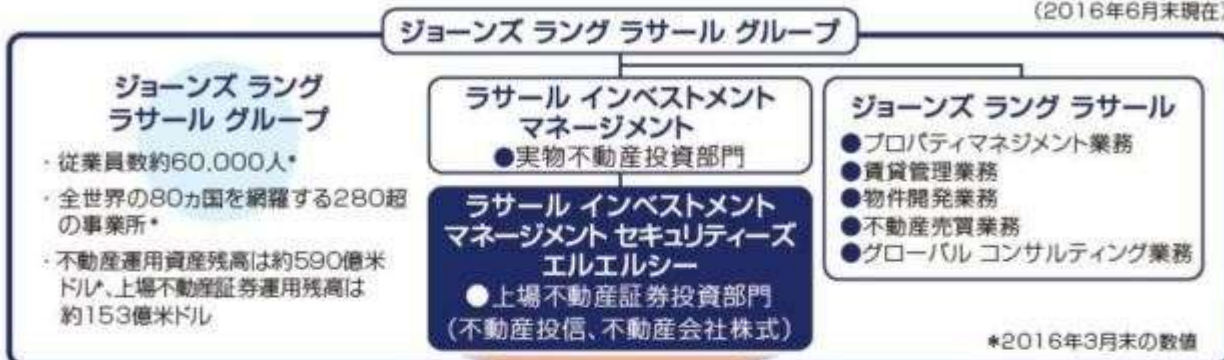 (2016年6月末現在)
ジョーンズ ラング ラサール グループ
ジョーンズ ラング
ラサール グループ
・従業員数約60,000人*
・全世界の80ヵ国を網羅する280超
の事業所*
・不動産運用資産残高は約590億米
ドル*、上場不動産証券運用残高は
約153億米ドル
ラサール インベストメント
マネージメント
●実物不動産投資部門
ラサール インベストメント
マネージメント セキュリティーズ
エルエルシー
●上場不動産証券投資部門
(不動産投信、不動産会社株式)
ジョーンズ ラング ラサール
●プロパティマネジメント業務
●賃貸管理業務
●物件開発業務
●不動産売買業務
●グローバル コンサルティング業務
*2016年3月末の数値